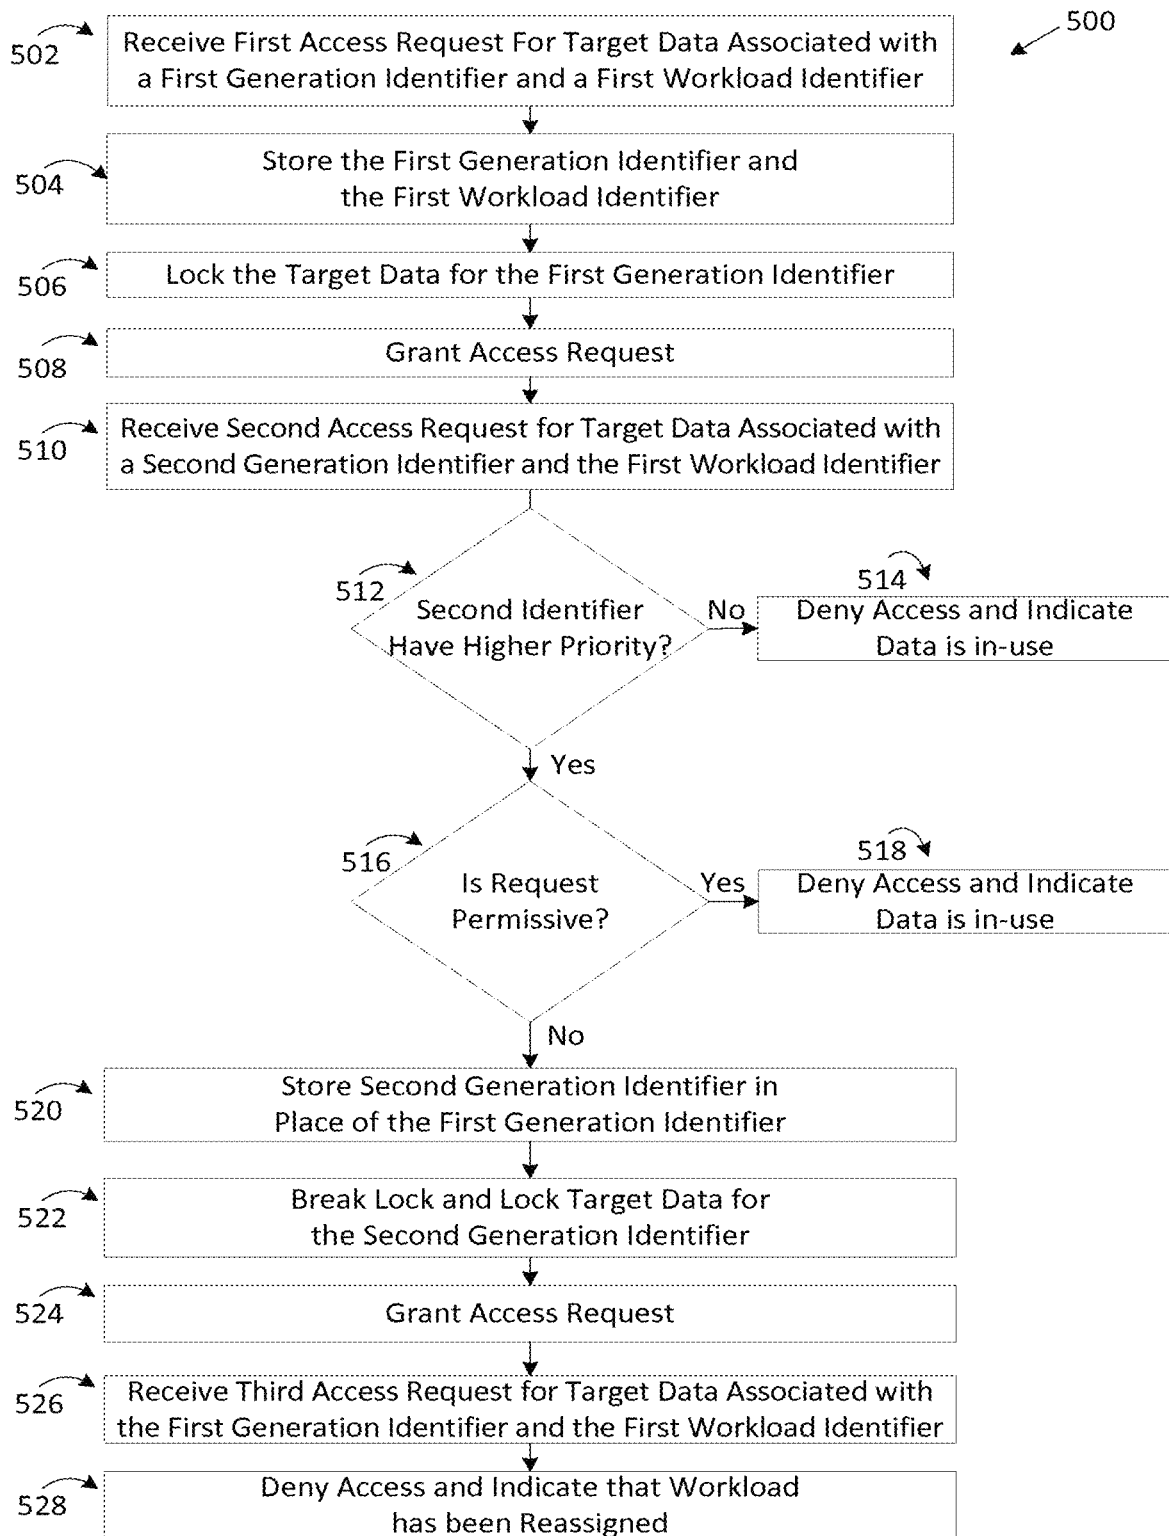 500
502
Receive First Access Request For Target Data Associated with
a First Generation Identifier and a First Workload Identifier
504
Store the First Generation Identifier and
the First Workload Identifier
506
Lock the Target Data for the First Generation Identifier
508
Grant Access Request
510
Receive Second Access Request for Target Data Associated with
a Second Generation Identifier and the First Workload Identifier
512
Second Identifier
Have Higher Priority?
No
514
Deny Access and Indicate
Data is in-use
Yes
516
Is Request
Permissive?
Yes
518
Deny Access and Indicate
Data is in-use
No
520
Store Second Generation Identifier in
Place of the First Generation Identifier
522
Break Lock and Lock Target Data for
the Second Generation Identifier
524
Grant Access Request
526
Receive Third Access Request for Target Data Associated with
the First Generation Identifier and the First Workload Identifier
528
Deny Access and Indicate that Workload
has been Reassigned